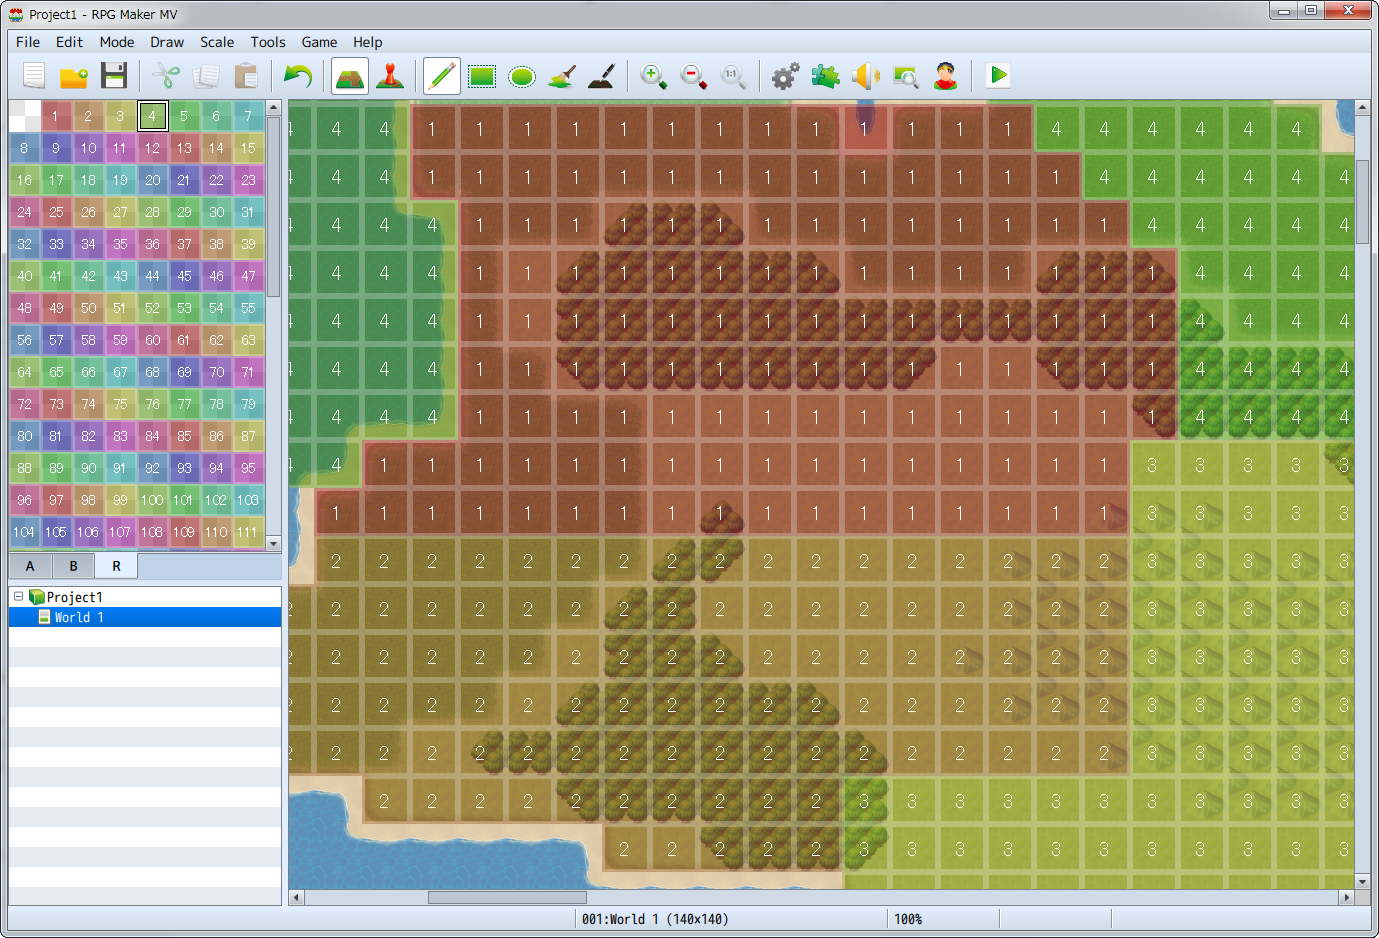 Project1 - RPG Maker MV
File Edit Mode Draw Scale Tools Game Help
1:1
1 2 3 4 5 6 7
8 9 10 11 12 13 14 15
16 17 18 19 20 21 22 23
24 25 26 27 28 29 30 31
32 33 34 35 36 37 38 39
40 41 42 43 44 45 46 47
48 49 50 51 52 53 54 55
56 57 58 59 60 61 62 63
64 65 66 67 68 69 70 71
72 73 74 75 76 77 78 79
80 81 82 83 84 85 86 87
88 89 90 91 92 93 94 95
96 97 98 99 100 101 102 103
104 105 106 107 108 109 110 111
A B R
Project1
World 1
4 4 4 1 1 1 1 1 1 1 1 1 1 1 1 1 4 4 4 4 4 4
4 4 4 1 1 1 1 1 1 1 1 1 1 1 1 1 1 4 4 4 4 4 4
4 4 4 4 1 1 1 1 1 1 1 1 1 1 1 1 1 1 4 4 4 4 4
4 4 4 4 1 1 1 1 1 1 1 1 1 1 1 1 1 1 1 4 4 4 4
4 4 4 4 1 1 1 1 1 1 1 1 1 1 1 1 1 1 1 4 4 4 4
4 4 4 4 1 1 1 1 1 1 1 1 1 1 1 1 1 1 1 4 4 4 4
4 4 4 4 1 1 1 1 1 1 1 1 1 1 1 1 1 1 1 4 4 4 4
4 4 1 1 1 1 1 1 1 1 1 1 1 1 1 1 1 1 3 3 3 3 3
1 1 1 1 1 1 1 1 1 1 1 1 1 1 1 1 1 3 3 3 3 3
2 2 2 2 2 2 2 2 2 2 2 2 2 2 2 2 2 3 3 3 3 3
2 2 2 2 2 2 2 2 2 2 2 2 2 2 2 2 2 2 3 3 3 3 3
2 2 2 2 2 2 2 2 2 2 2 2 2 2 2 2 2 2 3 3 3 3 3
2 2 2 2 2 2 2 2 2 2 2 2 2 2 2 2 2 2 3 3 3 3 3
2 2 2 2 2 2 2 2 2 2 2 2 2 2 2 2 2 2 3 3 3 3 3
2 2 2 2 2 2 2 2 2 2 3 3 3 3 3 3 3 3 3 3 3
2 2 2 2 2 3 3 3 3 3 3 3 3 3 3 3
001:World 1 (140x140) 100%